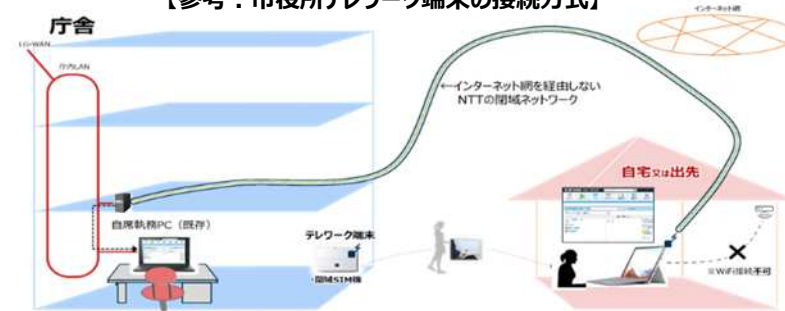 【参考：市役所テレワーク端末の接続方式】
インターネット網
庁舎
LG-WAN
庁内LAN
←インターネット網を経由しない
NTTの閉域ネットワーク
自宅又は出先
自席執務PC（既存）
テレワーク端末
・閉域SIM
※WiFi接続不可